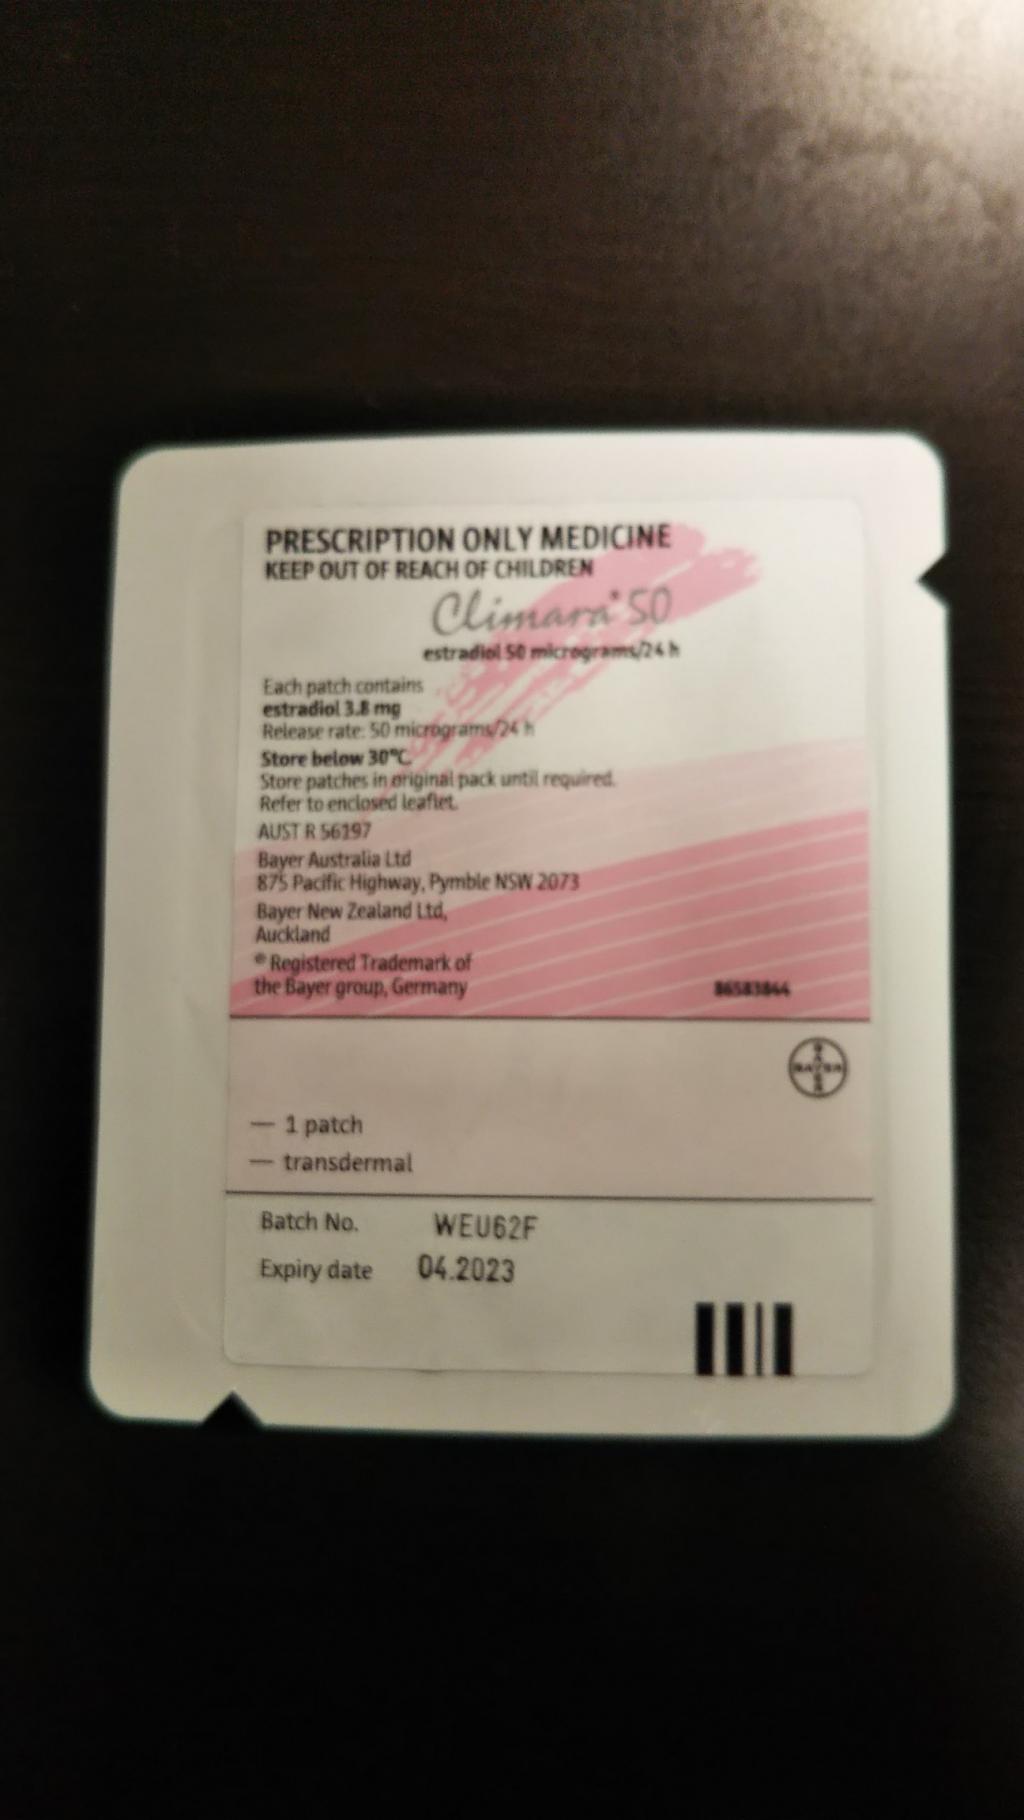 PRESCRIPTION ONLY MEDICINE
KEEP OUT OF REACH OF CHILDREN
Climara® 50
estradiol 50 micrograms/24 h
Each patch contains
estradiol 3.8 mg
Release rate: 50 micrograms/24 h
Store below 30°C.
Store patches in original pack until required.
Refer to enclosed leaflet.
AUST R 56197
Bayer Australia Ltd
875 Pacific Highway, Pymble NSW 2073
Bayer New Zealand Ltd,
Auckland
® Registered Trademark of
the Bayer group, Germany
BAYER
— 1 patch
— transdermal
Batch No. WEU62F
Expiry date 04.2023